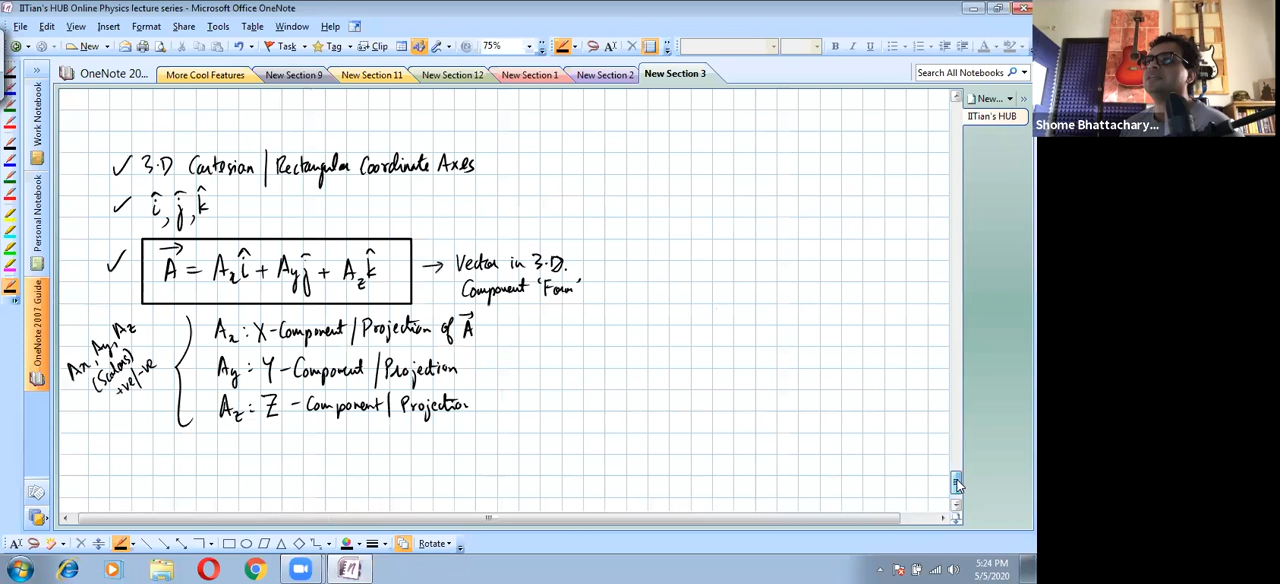 IITian's HUB Online Physics lecture series - Microsoft Office OneNote
File Edit View Insert Format Share Tools Table Window Help
New Task Tag Clip 75% A B I U A
OneNote 20... More Cool Features New Section 9 New Section 11 New Section 12 New Section 1 New Section 2 New Section 3 Search All Notebooks
New...
IITian's HUB
Shome Bhattachary...
Work Notebook
Personal Notebook
OneNote 2007 Guide
✓ 3-D Cartesian | Rectangular Coordinate Axes
✓ î, ĵ, k̂
✓ A⃗ = Axî + Ayĵ + Azk̂ → Vector in 3-D.
Component 'Form'
Ax, Ay, Az
(Scalars)
+ve/-ve
Ax : X-Component / Projection of A⃗
Ay : Y-Component / Projection
Az : Z-Component / Projection
Rotate
5:24 PM
5/5/2020